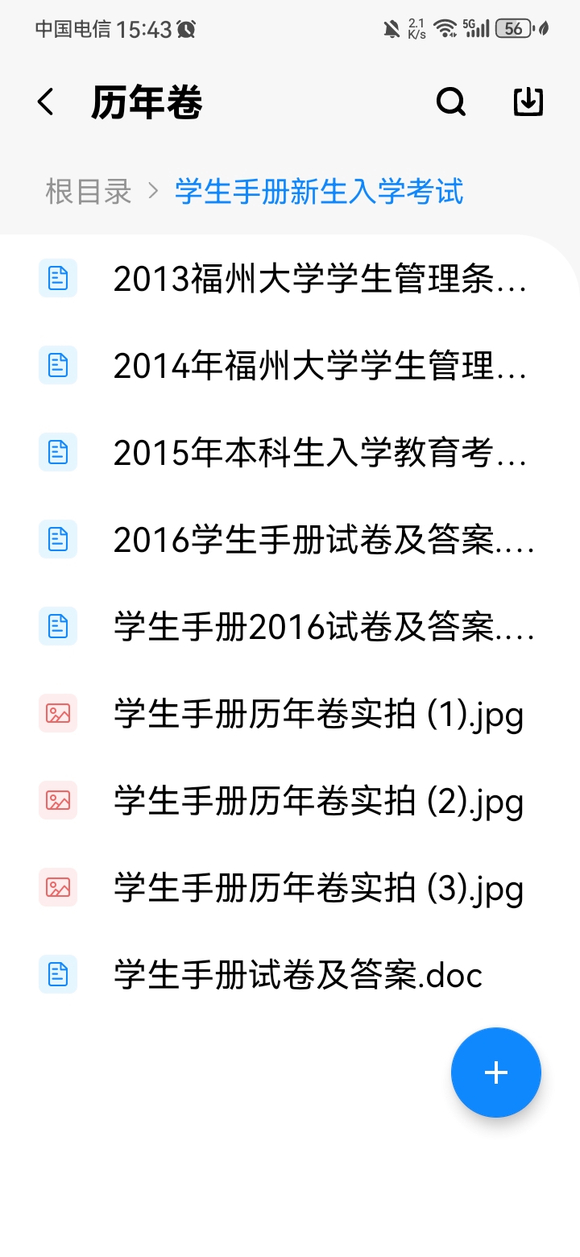 中国电信 15:43 2.1 K/s 5G 56
历年卷
根目录 > 学生手册新生入学考试
2013福州大学学生管理条...
2014年福州大学学生管理...
2015年本科生入学教育考...
2016学生手册试卷及答案....
学生手册2016试卷及答案....
学生手册历年卷实拍 (1).jpg
学生手册历年卷实拍 (2).jpg
学生手册历年卷实拍 (3).jpg
学生手册试卷及答案.doc